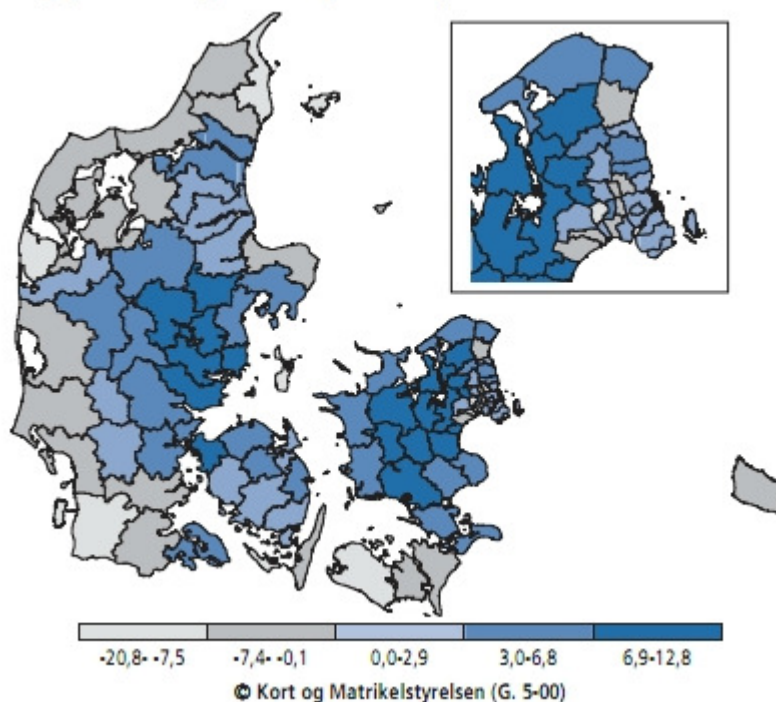 -20,8- -7,5 -7,4- -0,1 0,0-2,9 3,0-6,8 6,9-12,8
© Kort og Matrikelstyrelsen (G. 5-00)